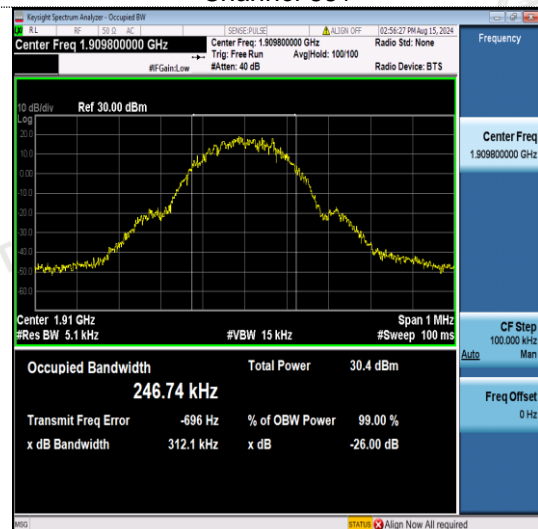 Keysight Spectrum Analyzer - Occupied BW
RL RF 50 Ω AC SENSE:PULSE ALIGN OFF 02:56:27 PM Aug 15, 2024
Center Freq 1.909800000 GHz Center Freq: 1.909800000 GHz Radio Std: None Frequency
Trig: Free Run Avg|Hold: 100/100
#IFGain:Low #Atten: 40 dB Radio Device: BTS
10 dB/div Ref 30.00 dBm
Log
20.0
10.0
0.00
-10.0
-20.0
-30.0
-40.0
-50.0
-60.0
Center Freq
1.909800000 GHz
Center 1.91 GHz Span 1 MHz
#Res BW 5.1 kHz #VBW 15 kHz #Sweep 100 ms
CF Step
100.000 kHz
Auto Man
Occupied Bandwidth Total Power 30.4 dBm
246.74 kHz
Transmit Freq Error -696 Hz % of OBW Power 99.00 %
x dB Bandwidth 312.1 kHz x dB -26.00 dB
Freq Offset
0 Hz
MSG STATUS Align Now All required